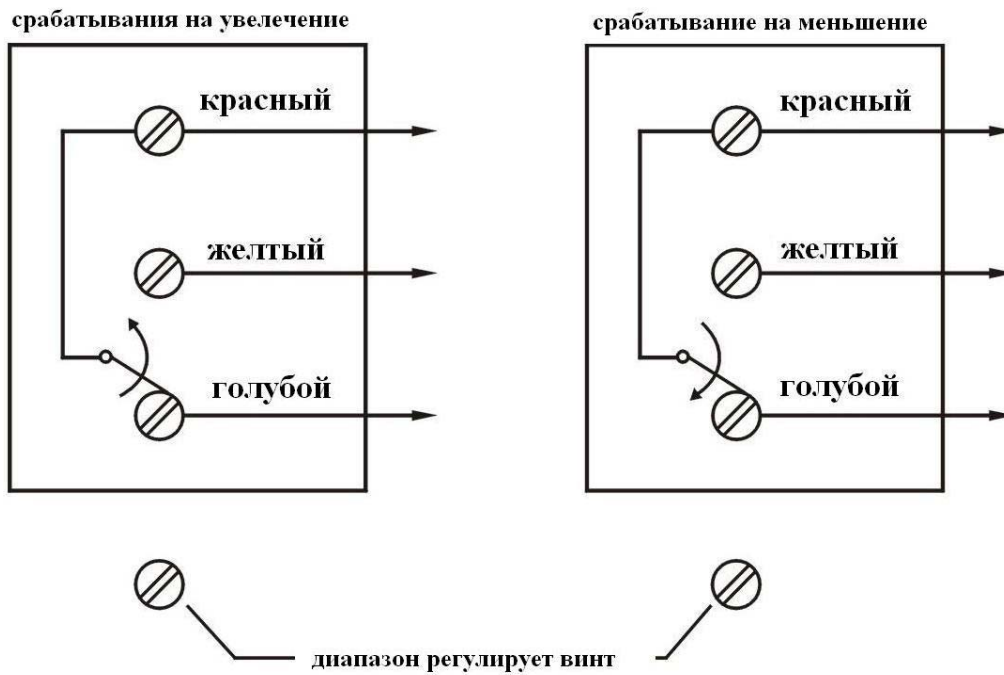 срабатывания на увелечение
срабатывание на меньшение
красный
красный
желтый
желтый
голубой
голубой
диапазон регулирует винт